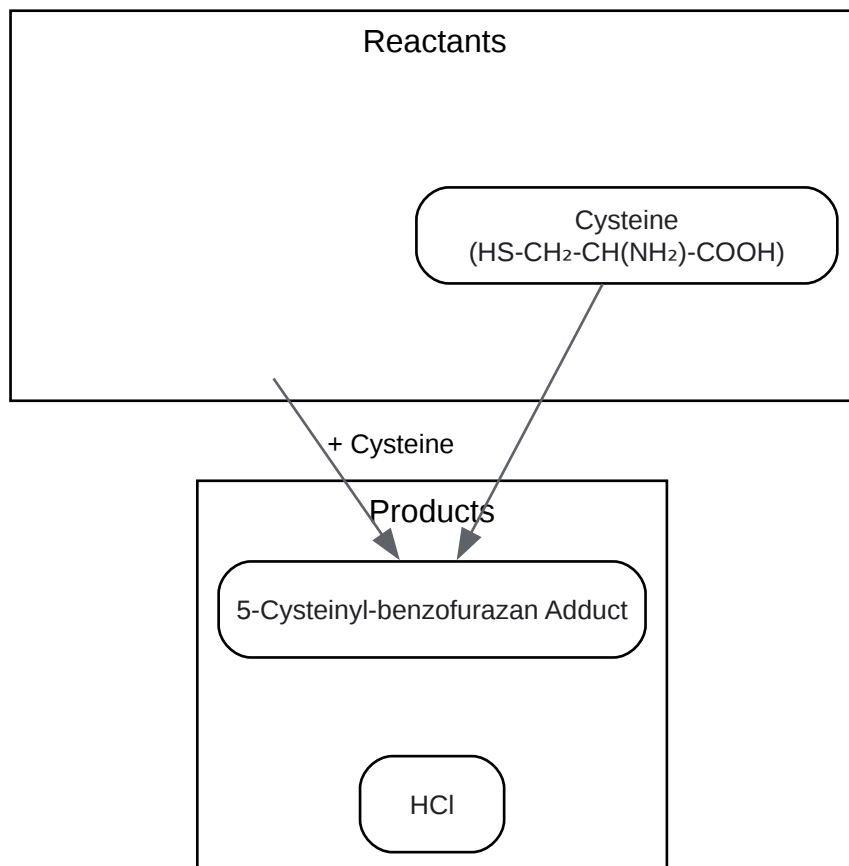 Reactants
Cysteine
(HS-CH₂-CH(NH₂)-COOH)
+ Cysteine
Products
5-Cysteinyl-benzofurazan Adduct
HCl